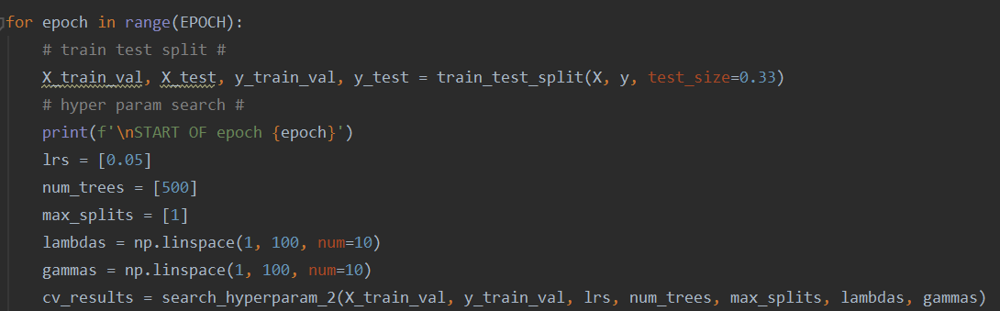 for epoch in range(EPOCH):
# train test split #
X_train_val, X_test, y_train_val, y_test = train_test_split(X, y, test_size=0.33)
# hyper param search #
print(f'\nSTART OF epoch {epoch}')
lrs = [0.05]
num_trees = [500]
max_splits = [1]
lambdas = np.linspace(1, 100, num=10)
gammas = np.linspace(1, 100, num=10)
cv_results = search_hyperparam_2(X_train_val, y_train_val, lrs, num_trees, max_splits, lambdas, gammas)